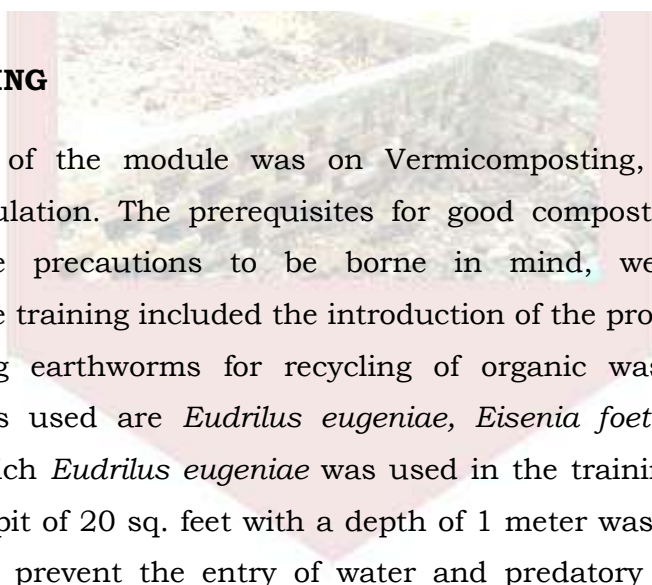 ING
of the module was on Vermicomposting,
ulation. The prerequisites for good compost
e precautions to be borne in mind, we
e training included the introduction of the pro
g earthworms for recycling of organic was
s used are Eudrilus eugeniae, Eisenia foet
ich Eudrilus eugeniae was used in the trainin
pit of 20 sq. feet with a depth of 1 meter was
prevent the entry of water and predatory